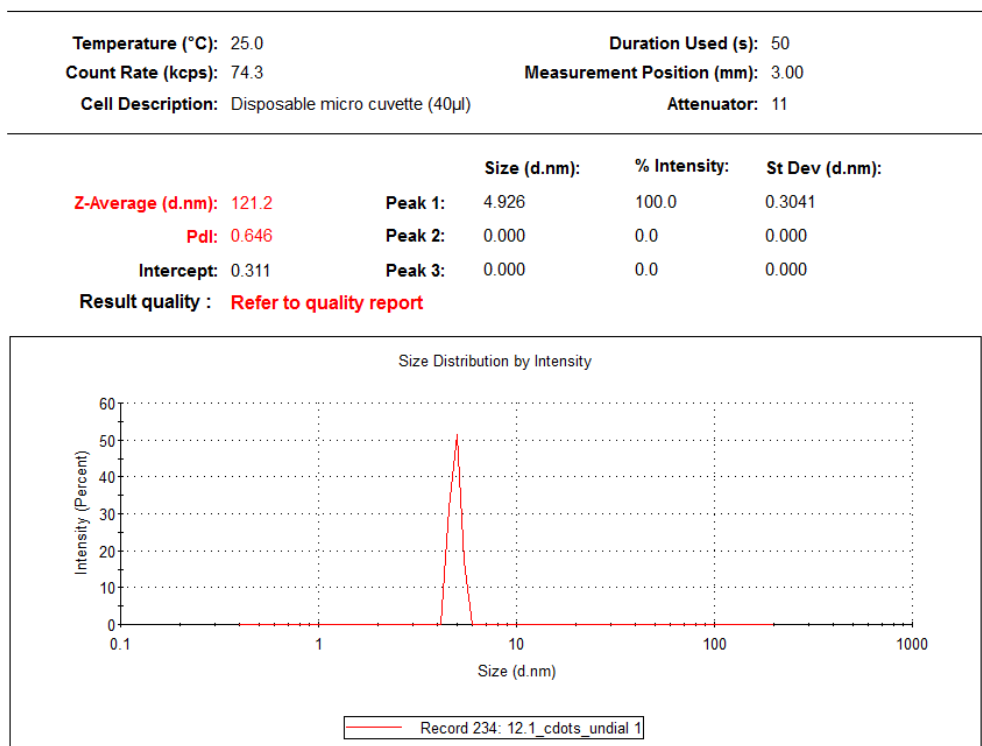 Temperature (°C): 25.0 Duration Used (s): 50
Count Rate (kcps): 74.3 Measurement Position (mm): 3.00
Cell Description: Disposable micro cuvette (40µl) Attenuator: 11
Size (d.nm): % Intensity: St Dev (d.nm):
Z-Average (d.nm): 121.2 Peak 1: 4.926 100.0 0.3041
PdI: 0.646 Peak 2: 0.000 0.0 0.000
Intercept: 0.311 Peak 3: 0.000 0.0 0.000
Result quality : Refer to quality report
Size Distribution by Intensity
60
50
40
30
20
10
0
Intensity (Percent)
0.1 1 10 100 1000
Size (d.nm)
Record 234: 12.1_cdots_undial 1